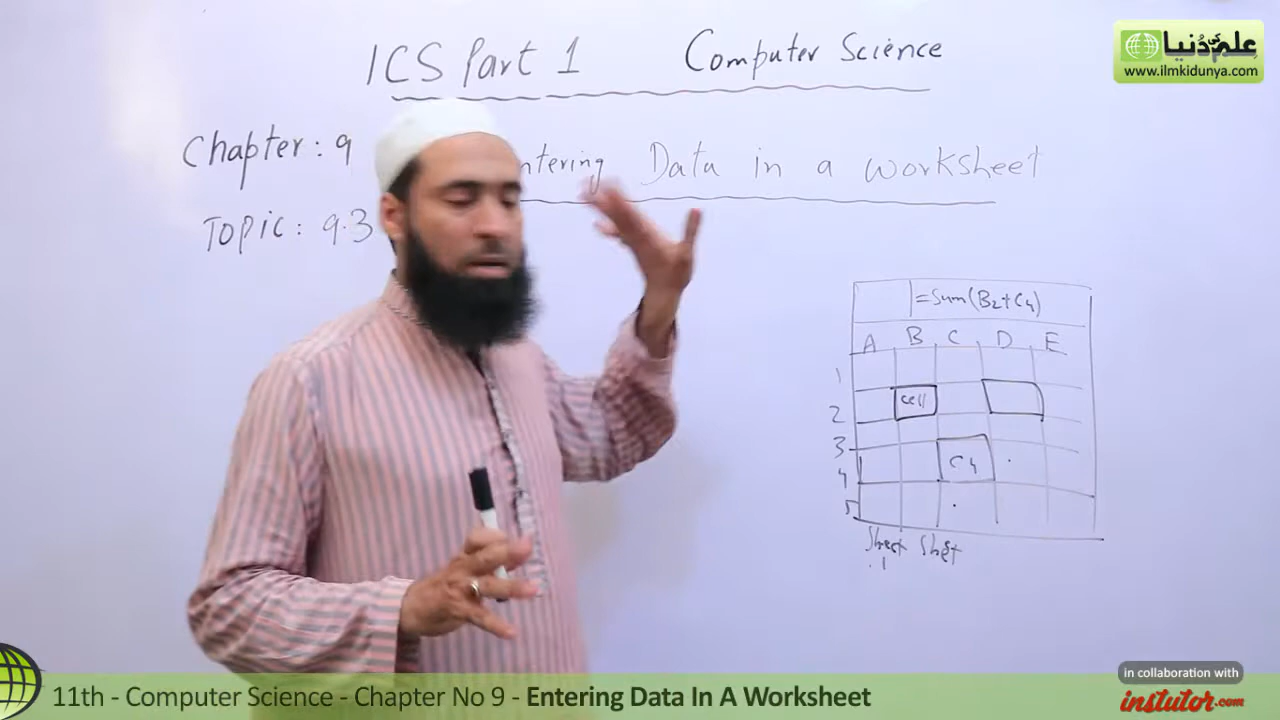 ICS Part 1 Computer Science
علم کی دُنیا
www.ilmkidunya.com
Chapter: 9 ntering Data in a worksheet
Topic: 9.3
=Sum(B2+C4)
A B C D E
1
2 cell
3
4 C4
5
Sheet Sheet
1
in collaboration with
instutor.com
11th - Computer Science - Chapter No 9 - Entering Data In A Worksheet